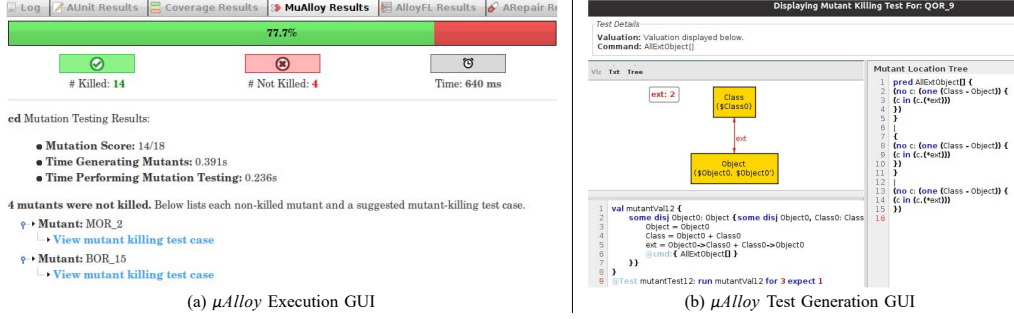 Log AUnit Results Coverage Results MuAlloy Results AlloyFL Results ARepair Re
77.7%
# Killed: 14 # Not Killed: 4 Time: 640 ms
cd Mutation Testing Results:
Mutation Score: 14/18
Time Generating Mutants: 0.391s
Time Performing Mutation Testing: 0.236s
4 mutants were not killed. Below lists each non-killed mutant and a suggested mutant-killing test case.
Mutant: MOR_2
View mutant killing test case
Mutant: BOR_15
View mutant killing test case
(a) μAlloy Execution GUI
Displaying Mutant Killing Test For: QOR_9
Test Details
Valuation: Valuation displayed below.
Command: AllExtObject[]
Viz Txt Tree
ext: 2
Class
($Class0)
ext
Object
($Object0, $Object0')
1 val mutantVal12 {
2 some disj Object0: Object {some disj Object0, Class0: Class
3 Object = Object0
4 Class = Object0 + Class0
5 ext = Object0->Class0 + Class0->Object0
6 @cmd:{ AllExtObject[] }
7 }}
8 }
9 @Test mutantTest12: run mutantVal12 for 3 expect 1
Mutant Location Tree
1 pred AllExtObject[] {
2 (no c: (one (Class - Object)) {
3 (c in (c.(*ext)))
4 })
5 }
6 |
7 {
8 (no c: (one (Class - Object)) {
9 (c in (c.(*ext)))
10 })
11 }
12 |
13 (no c: (one (Class - Object)) {
14 (c in (c.(*ext)))
15 })
16
(b) μAlloy Test Generation GUI